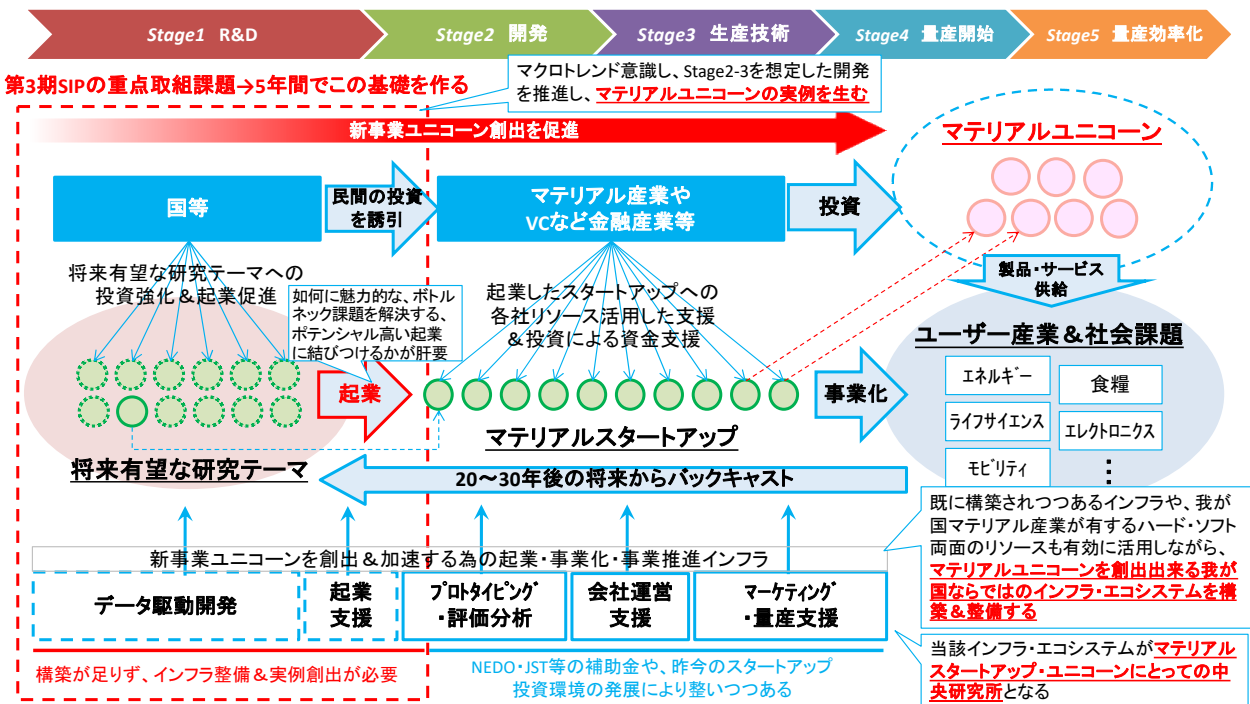 Stage1 R&D
Stage2 開発
Stage3 生産技術
Stage4 量産開始
Stage5 量産効率化
第3期SIPの重点取組課題→5年間でこの基礎を作る
マクロトレンド意識し、Stage2-3を想定した開発
を推進し、マテリアルユニコーンの実例を生む
新事業ユニコーン創出を促進
マテリアルユニコーン
国等
民間の投資
を誘引
マテリアル産業や
VCなど金融産業等
投資
製品・サービス
供給
将来有望な研究テーマへの
投資強化&起業促進
如何に魅力的な、ボトル
ネック課題を解決する、
ポテンシャル高い起業
に結びつけるかが肝要
起業したスタートアップへの
各社リソース活用した支援
&投資による資金支援
ユーザー産業&社会課題
エネルギー
食糧
ライフサイエンス
エレクトロニクス
モビリティ
⋮
起業
事業化
将来有望な研究テーマ
マテリアルスタートアップ
20~30年後の将来からバックキャスト
既に構築されつつあるインフラや、我が
国マテリアル産業が有するハード・ソフト
両面のリソースも有効に活用しながら、
マテリアルユニコーンを創出出来る我が
国ならではのインフラ・エコシステムを構
築&整備する
新事業ユニコーンを創出&加速する為の起業・事業化・事業推進インフラ
データ駆動開発
起業
支援
プロトタイピング
・評価分析
会社運営
支援
マーケティング
・量産支援
構築が足りず、インフラ整備&実例創出が必要
NEDO・JST等の補助金や、昨今のスタートアップ
投資環境の発展により整いつつある
当該インフラ・エコシステムがマテリアル
スタートアップ・ユニコーンにとっての中
央研究所となる